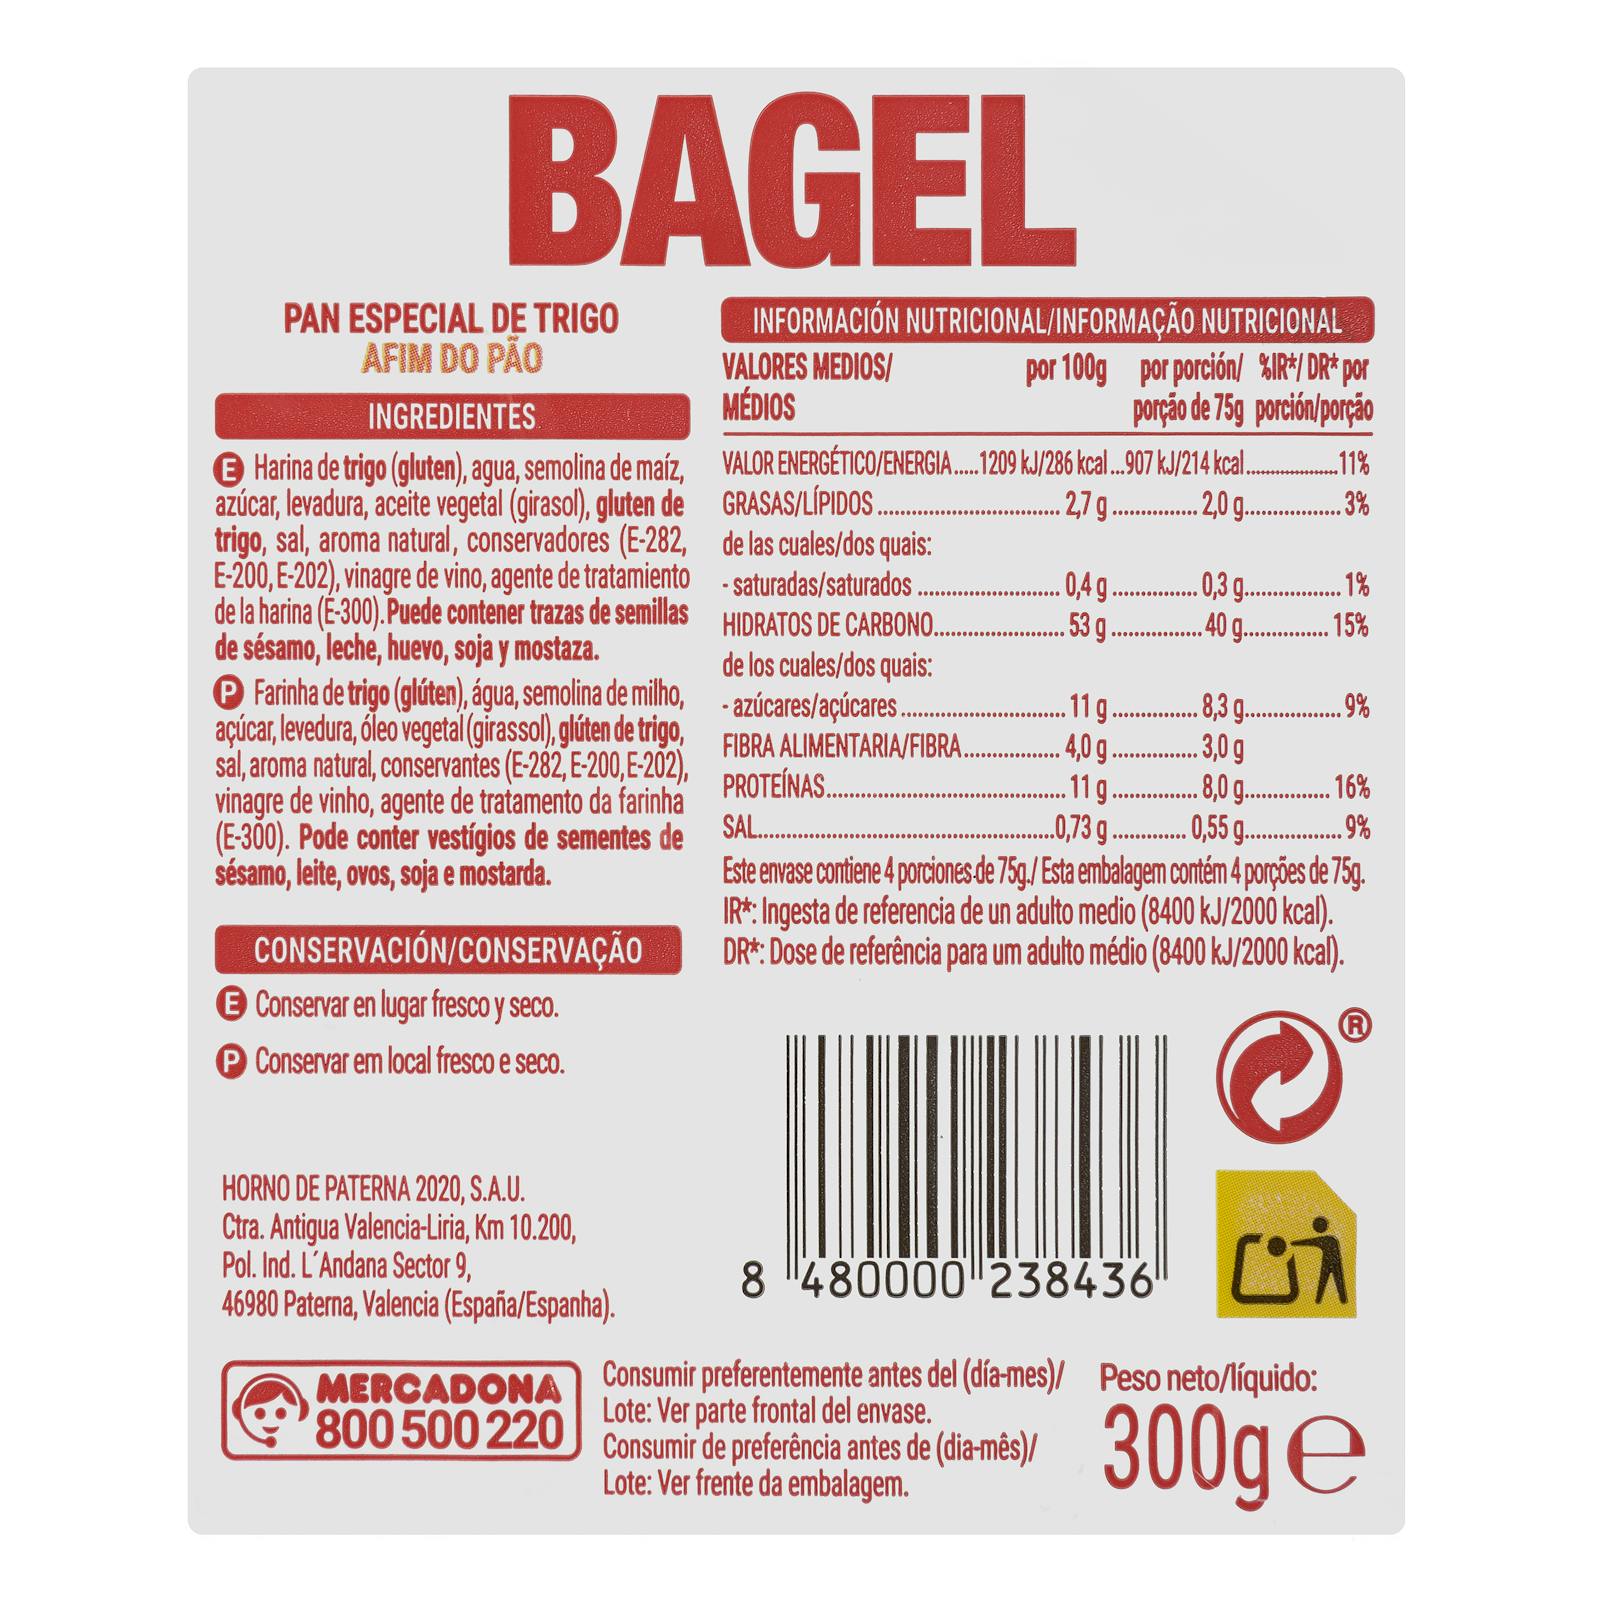 BAGEL
PAN ESPECIAL DE TRIGO
AFIM DO PÃO
INGREDIENTES
E Harina de trigo (gluten), agua, semolina de maíz,
azúcar, levadura, aceite vegetal (girasol), gluten de
trigo, sal, aroma natural, conservadores (E-282,
E-200, E-202), vinagre de vino, agente de tratamiento
de la harina (E-300). Puede contener trazas de semillas
de sésamo, leche, huevo, soja y mostaza.
P Farinha de trigo (glúten), água, semolina de milho,
açúcar, levedura, óleo vegetal (girassol), glúten de trigo,
sal, aroma natural, conservantes (E-282, E-200, E-202),
vinagre de vinho, agente de tratamento da farinha
(E-300). Pode conter vestígios de sementes de
sésamo, leite, ovos, soja e mostarda.
CONSERVACIÓN/CONSERVAÇÃO
E Conservar en lugar fresco y seco.
P Conservar em local fresco e seco.
HORNO DE PATERNA 2020, S.A.U.
Ctra. Antigua Valencia-Liria, Km 10.200,
Pol. Ind. L´Andana Sector 9,
46980 Paterna, Valencia (España/Espanha).
MERCADONA
800 500 220
INFORMACIÓN NUTRICIONAL/INFORMAÇÃO NUTRICIONAL
VALORES MEDIOS/ por 100g por porción/ %IR*/ DR* por
MÉDIOS porção de 75g porción/porção
VALOR ENERGÉTICO/ENERGIA.....1209 kJ/286 kcal...907 kJ/214 kcal....................11%
GRASAS/LÍPIDOS .................................. 2,7 g ................ 2,0 g.................. 3%
de las cuales/dos quais:
- saturadas/saturados .......................... 0,4 g ................ 0,3 g.................. 1%
HIDRATOS DE CARBONO........................ 53 g ................. 40 g................ 15%
de los cuales/dos quais:
- azúcares/açúcares .............................. 11 g ................ 8,3 g.................. 9%
FIBRA ALIMENTARIA/FIBRA.................. 4,0 g ................ 3,0 g
PROTEÍNAS............................................ 11 g ................ 8,0 g................ 16%
SAL......................................................0,73 g .............. 0,55 g.................. 9%
Este envase contiene 4 porciones de 75g./ Esta embalagem contém 4 porções de 75g.
IR*: Ingesta de referencia de un adulto medio (8400 kJ/2000 kcal).
DR*: Dose de referência para um adulto médio (8400 kJ/2000 kcal).
®
8 480000 238436
Consumir preferentemente antes del (día-mes)/
Lote: Ver parte frontal del envase.
Consumir de preferência antes de (dia-mês)/
Lote: Ver frente da embalagem.
Peso neto/líquido:
300g e